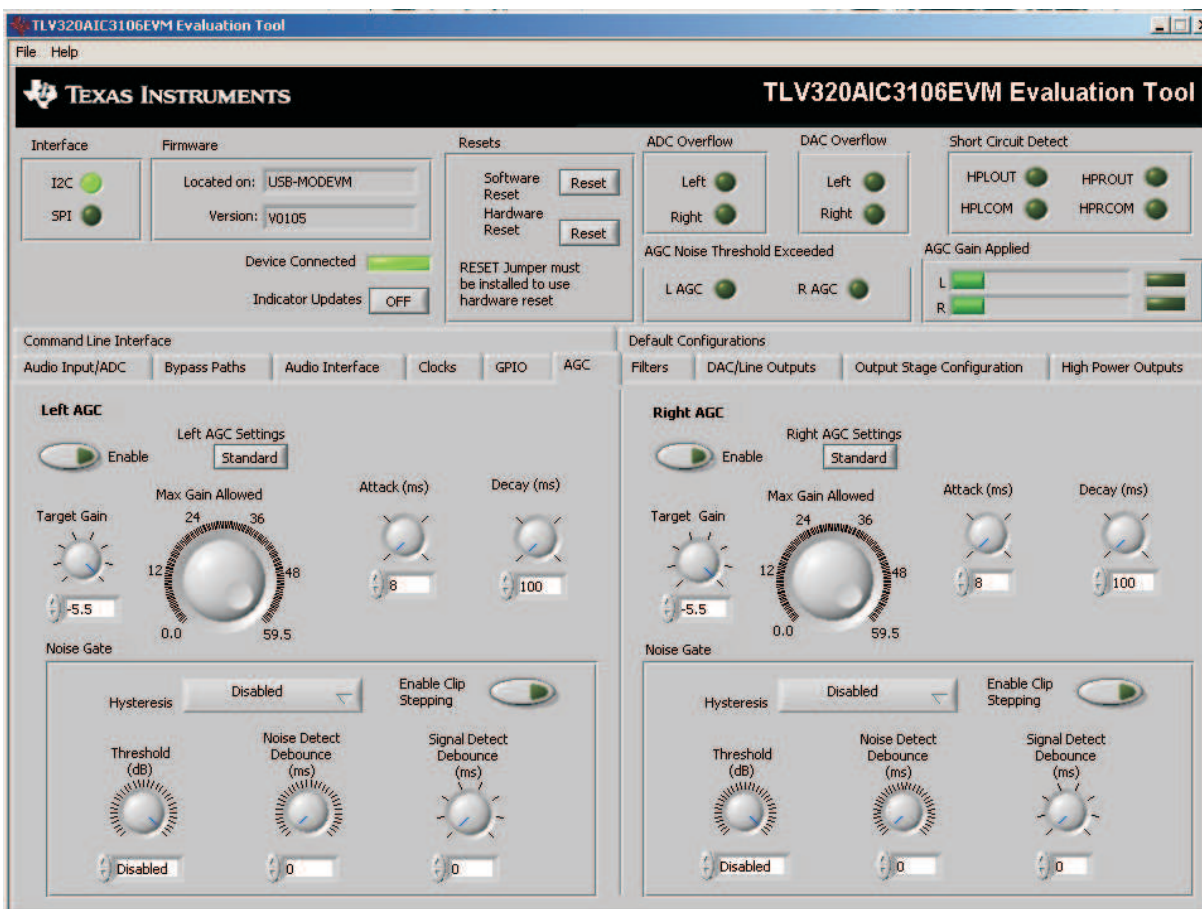 TLV320AIC3106EVM Evaluation Tool
File Help
TEXAS INSTRUMENTS
TLV320AIC3106EVM Evaluation Tool
Interface
I2C
SPI
Firmware
Located on: USB-MODEVM
Version: V0105
Device Connected
Indicator Updates OFF
Resets
Software
Reset
Reset
Hardware
Reset
Reset
RESET Jumper must
be installed to use
hardware reset
ADC Overflow
Left
Right
DAC Overflow
Left
Right
Short Circuit Detect
HPLOUT HPROUT
HPLCOM HPRCOM
AGC Noise Threshold Exceeded
L AGC R AGC
AGC Gain Applied
L
R
Command Line Interface Default Configurations
Audio Input/ADC Bypass Paths Audio Interface Clocks GPIO AGC Filters DAC/Line Outputs Output Stage Configuration High Power Outputs
Left AGC
Enable
Left AGC Settings
Standard
Target Gain
-5.5
Max Gain Allowed
24 36
12 48
0.0 59.5
Attack (ms)
8
Decay (ms)
100
Noise Gate
Hysteresis Disabled
Enable Clip
Stepping
Threshold
(dB)
Disabled
Noise Detect
Debounce
(ms)
0
Signal Detect
Debounce
(ms)
0
Right AGC
Enable
Right AGC Settings
Standard
Target Gain
-5.5
Max Gain Allowed
24 36
12 48
0.0 59.5
Attack (ms)
8
Decay (ms)
100
Noise Gate
Hysteresis Disabled
Enable Clip
Stepping
Threshold
(dB)
Disabled
Noise Detect
Debounce
(ms)
0
Signal Detect
Debounce
(ms)
0